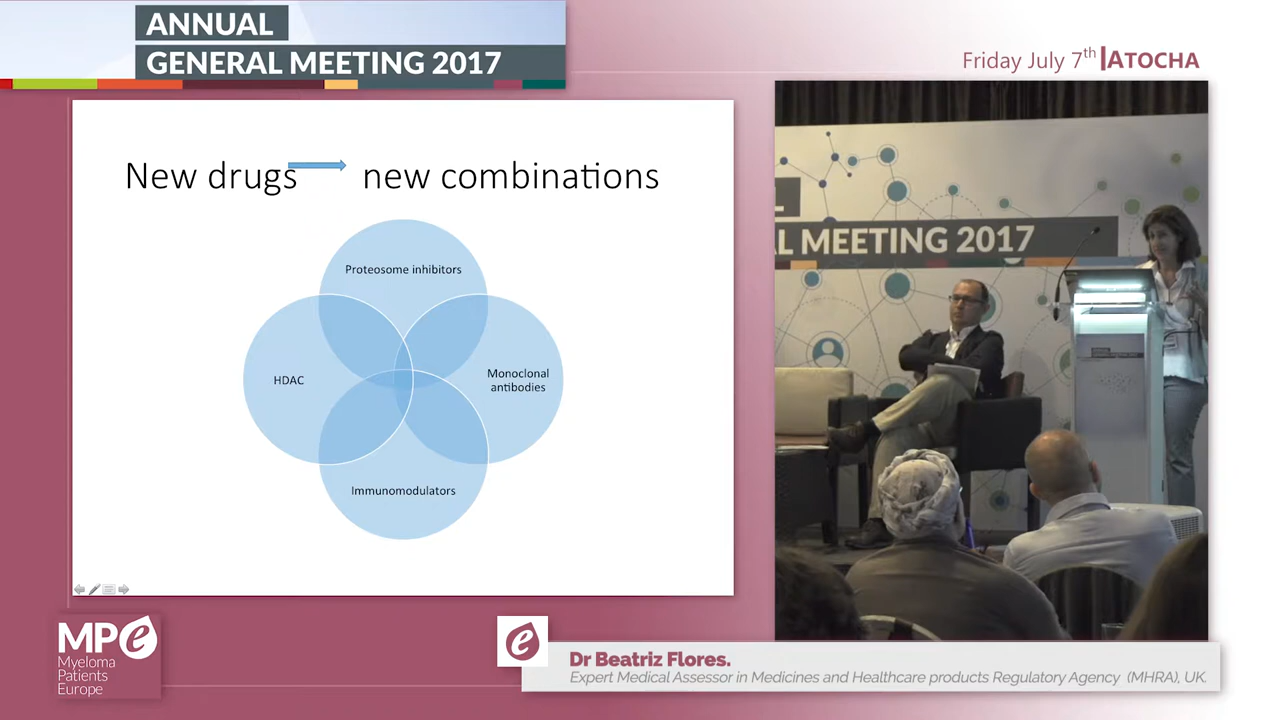 ANNUAL
GENERAL MEETING 2017
Friday July 7th ATOCHA
New drugs new combinations
Proteosome inhibitors
HDAC
Monoclonal
antibodies
Immunomodulators
L
L MEETING 2017
MPe
Myeloma
Patients
Europe
e
Dr Beatriz Flores.
Expert Medical Assessor in Medicines and Healthcare products Regulatory Agency (MHRA), UK.